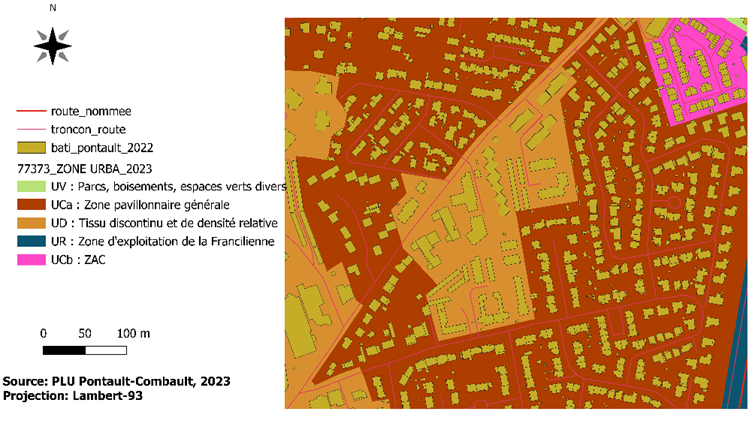 N
route_nommee
troncon_route
bati_pontault_2022
77373_ZONE URBA_2023
UV : Parcs, boisements, espaces verts divers
UCa : Zone pavillonnaire générale
UD : Tissu discontinu et de densité relative
UR : Zone d'exploitation de la Francilienne
UCb : ZAC
0 50 100 m
Source: PLU Pontault-Combault, 2023
Projection: Lambert-93